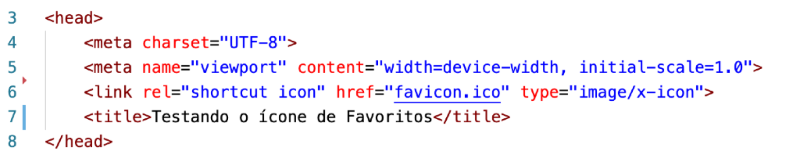 3 <head>
4 <meta charset="UTF-8">
5 <meta name="viewport" content="width=device-width, initial-scale=1.0">
6 <link rel="shortcut icon" href="favicon.ico" type="image/x-icon">
7 <title>Testando o ícone de Favoritos</title>
8 </head>